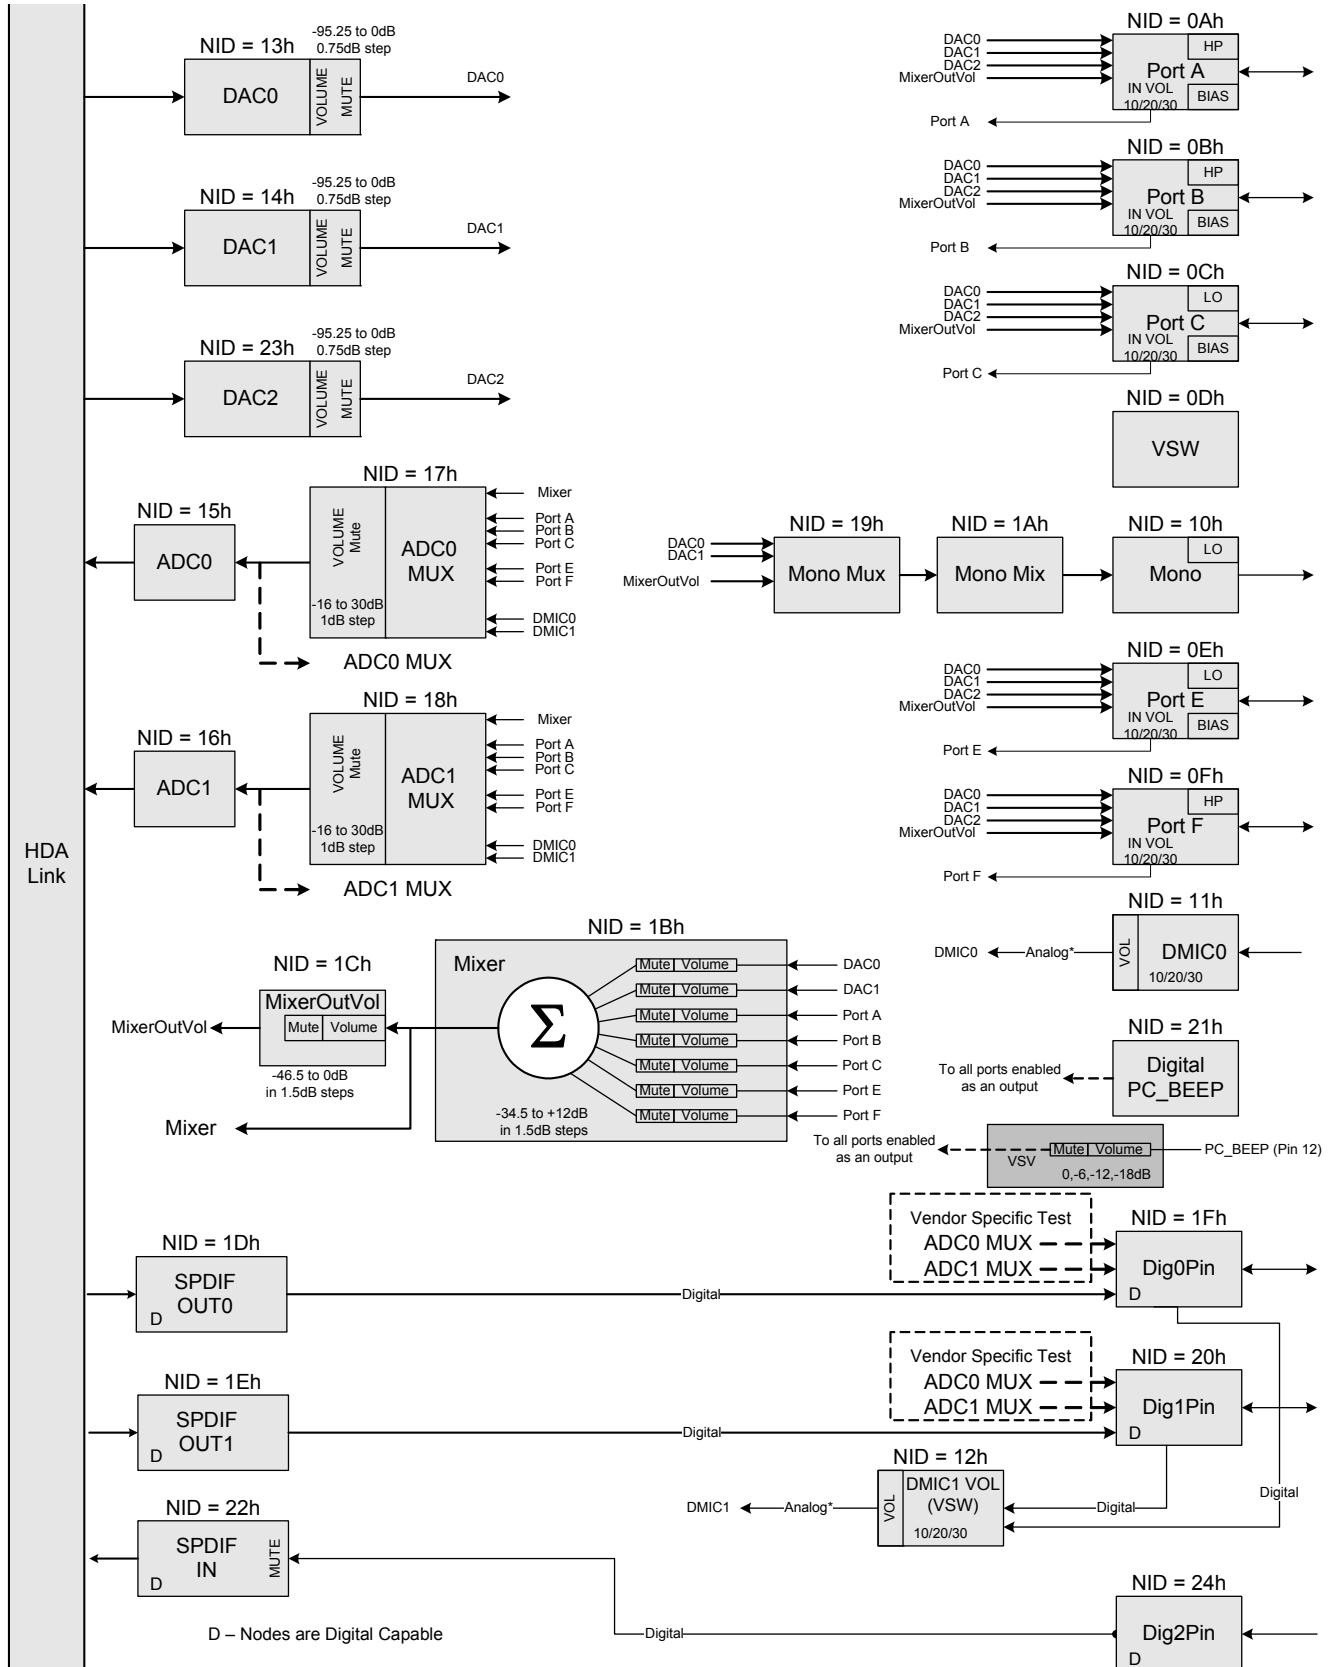 HDA
Link
NID = 13h
-95.25 to 0dB
0.75dB step
DAC0
VOLUME
MUTE
DAC0
NID = 14h
-95.25 to 0dB
0.75dB step
DAC1
VOLUME
MUTE
DAC1
NID = 23h
-95.25 to 0dB
0.75dB step
DAC2
VOLUME
MUTE
DAC2
NID = 17h
NID = 15h
ADC0
VOLUME
Mute
-16 to 30dB
1dB step
ADC0
MUX
Mixer
Port A
Port B
Port C
Port E
Port F
DMIC0
DMIC1
ADC0 MUX
NID = 18h
NID = 16h
ADC1
VOLUME
Mute
-16 to 30dB
1dB step
ADC1
MUX
Mixer
Port A
Port B
Port C
Port E
Port F
DMIC0
DMIC1
ADC1 MUX
NID = 1Bh
Mixer
Σ
Mute Volume
DAC0
Mute Volume
DAC1
Mute Volume
Port A
Mute Volume
Port B
Mute Volume
Port C
Mute Volume
Port E
Mute Volume
Port F
-34.5 to +12dB
in 1.5dB steps
NID = 1Ch
MixerOutVol
Mute Volume
MixerOutVol
-46.5 to 0dB
in 1.5dB steps
Mixer
NID = 1Dh
SPDIF
OUT0
D
Digital
NID = 1Eh
SPDIF
OUT1
D
Digital
NID = 22h
SPDIF
IN
D
MUTE
Digital
D – Nodes are Digital Capable
NID = 0Ah
DAC0
DAC1
DAC2
MixerOutVol
HP
Port A
IN VOL
10/20/30
BIAS
Port A
NID = 0Bh
DAC0
DAC1
DAC2
MixerOutVol
HP
Port B
IN VOL
10/20/30
BIAS
Port B
NID = 0Ch
DAC0
DAC1
DAC2
MixerOutVol
LO
Port C
IN VOL
10/20/30
BIAS
Port C
NID = 0Dh
VSW
NID = 19h
NID = 1Ah
NID = 10h
DAC0
DAC1
MixerOutVol
Mono Mux
Mono Mix
LO
Mono
NID = 0Eh
DAC0
DAC1
DAC2
MixerOutVol
LO
Port E
IN VOL
10/20/30
BIAS
Port E
NID = 0Fh
DAC0
DAC1
DAC2
MixerOutVol
HP
Port F
IN VOL
10/20/30
Port F
NID = 11h
DMIC0
Analog*
VOL
DMIC0
10/20/30
NID = 21h
To all ports enabled
as an output
Digital
PC_BEEP
To all ports enabled
as an output
VSV
Mute Volume
0,-6,-12,-18dB
PC_BEEP (Pin 12)
Vendor Specific Test
ADC0 MUX
ADC1 MUX
NID = 1Fh
Dig0Pin
D
Vendor Specific Test
ADC0 MUX
ADC1 MUX
NID = 20h
Dig1Pin
D
NID = 12h
DMIC1
Analog*
VOL
DMIC1 VOL
(VSW)
10/20/30
Digital
Digital
NID = 24h
Dig2Pin
D